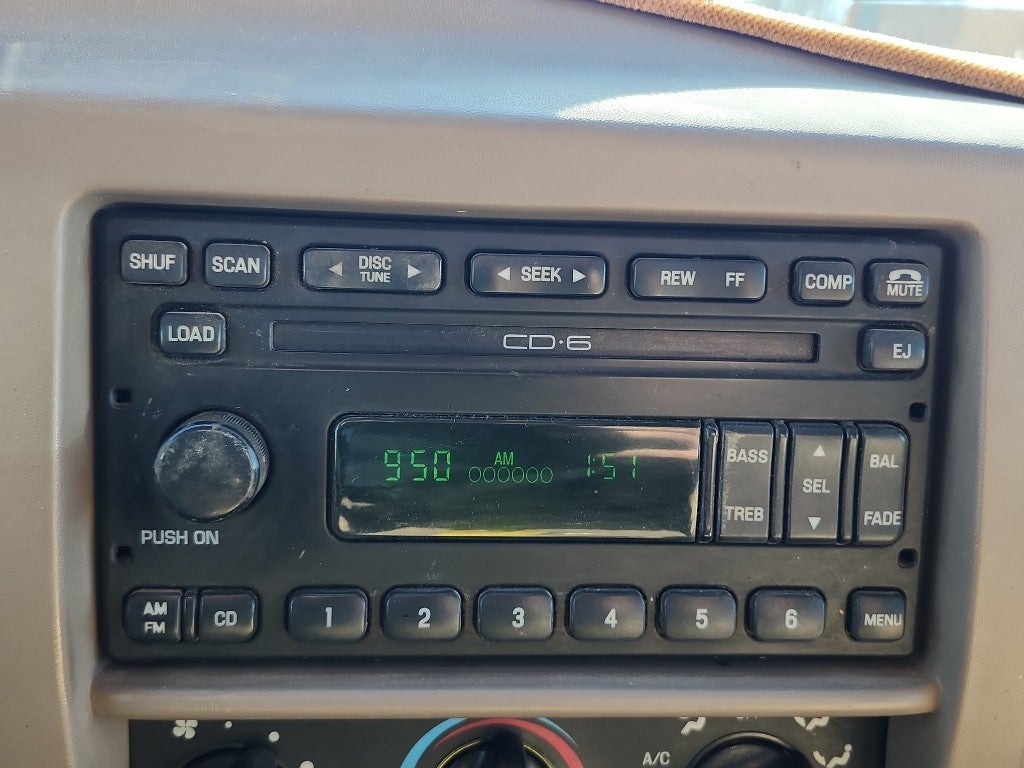 SHUF SCAN DISC TUNE SEEK REW FF COMP MUTE
LOAD CD·6 EJ
950 AM 1:51
BASS SEL BAL
TREB FADE
PUSH ON
AM FM CD 1 2 3 4 5 6 MENU
A/C